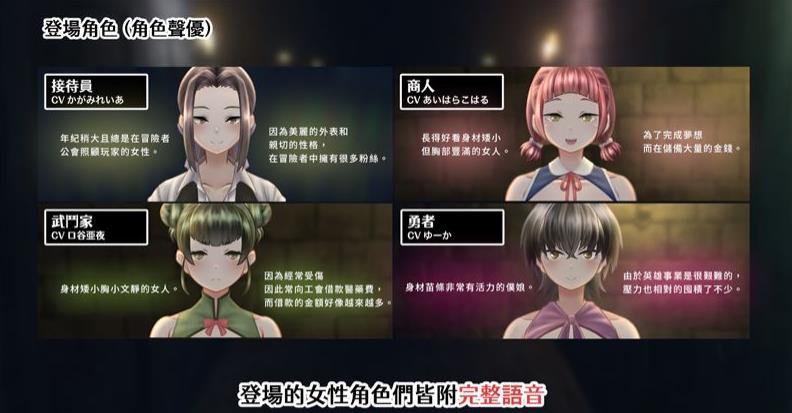 登場角色（角色聲優）
接待員
CV かがみれいあ
年紀稍大且總是在冒險者
公會照顧玩家的女性。
因為美麗的外表和
親切的性格，
在冒險者中擁有很多粉絲。
商人
CV あいはらこはる
長得好看身材矮小
但胸部豐滿的女人。
為了完成夢想
而在儲備大量的金錢。
武鬥家
CV 口谷亜夜
身材矮小胸小文靜的女人。
因為經常受傷
因此常向工會借款醫藥費，
而借款的金額好像越來越多。
勇者
CV ゆーか
身材苗條非常有活力的僕娘。
由於英雄事業是很艱難的，
壓力也相對的囤積了不少。
登場的女性角色們皆附完整語音